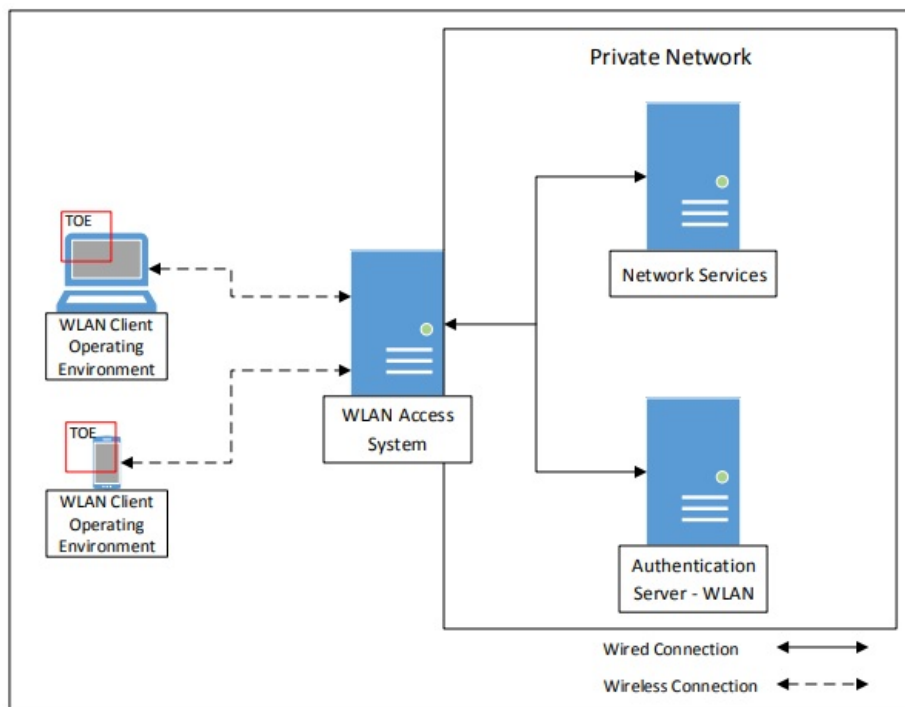 Private Network
TOE
WLAN Client
Operating
Environment
TOE
WLAN Client
Operating
Environment
WLAN Access
System
Network Services
Authentication
Server - WLAN
Wired Connection
Wireless Connection